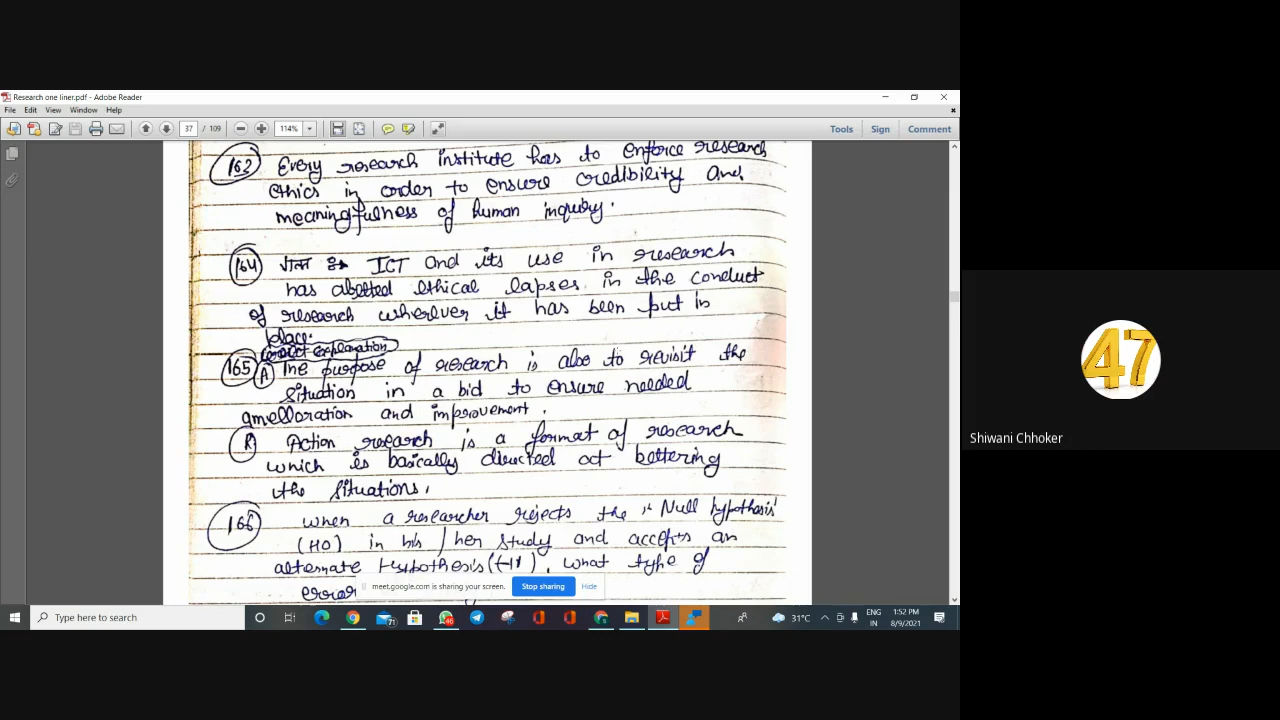 Research one liner.pdf - Adobe Reader
File Edit View Window Help
37 / 109 114% Tools Sign Comment
163 Every research institute has to enforce research
ethics in order to ensure credibility and
meaningfulness of human inquiry.
164 ICT and its use in research
has abetted ethical lapses in the conduct
of research wherever it has been put in
place.
correct explanation
165 A The purpose of research is also to revisit the
situation in a bid to ensure needed
amelloration and improvement.
R Action research is a format of research
which is basically directed at bettering
the situations.
166 when a researcher rejects the "Null hypothesis'
(HO) in his / her study and accepts an
alternate Hypothesis (H1), what type of
error
meet.google.com is sharing your screen. Stop sharing Hide
Type here to search
71
46
31°C
ENG
IN
1:52 PM
8/9/2021
47
Shiwani Chhoker